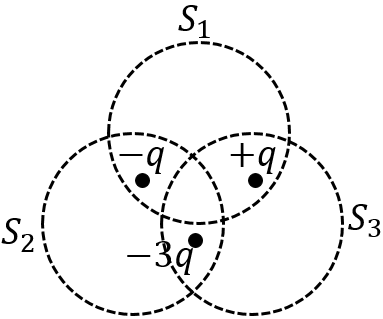 S₁
−q +q
S₂ S₃
−3q